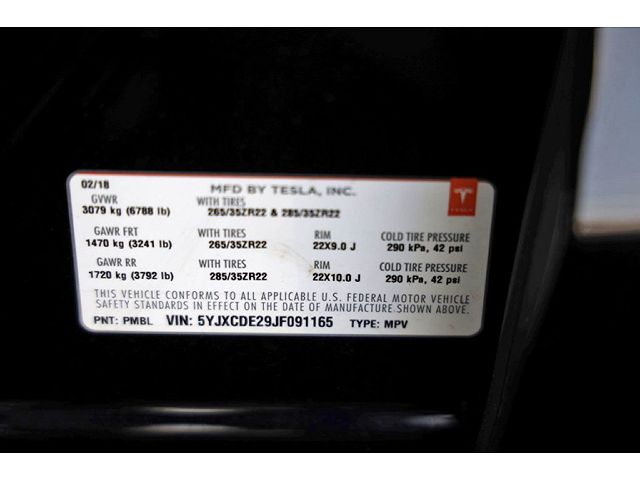 02/18 MFD BY TESLA, INC.
GVWR WITH TIRES
3079 kg (6788 lb) 265/35ZR22 & 285/35ZR22 TESLA
GAWR FRT WITH TIRES RIM COLD TIRE PRESSURE
1470 kg (3241 lb) 265/35ZR22 22X9.0 J 290 kPa, 42 psi
GAWR RR WITH TIRES RIM COLD TIRE PRESSURE
1720 kg (3792 lb) 285/35ZR22 22X10.0 J 290 kPa, 42 psi
THIS VEHICLE CONFORMS TO ALL APPLICABLE U.S. FEDERAL MOTOR VEHICLE
SAFETY STANDARDS IN EFFECT ON THE DATE OF MANUFACTURE SHOWN ABOVE.
PNT: PMBL VIN: 5YJXCDE29JF091165 TYPE: MPV